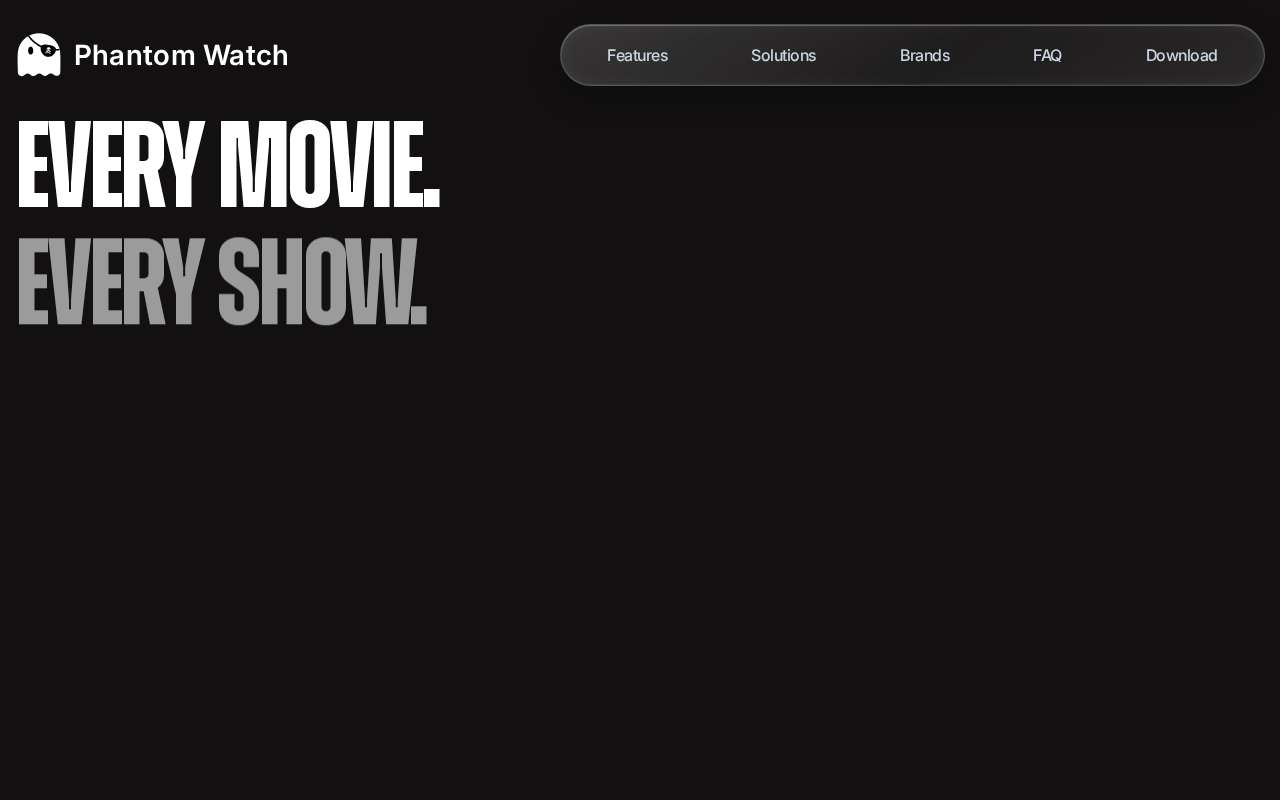 Phantom Watch
Features
Solutions
Brands
FAQ
Download
EVERY MOVIE.
EVERY SHOW.